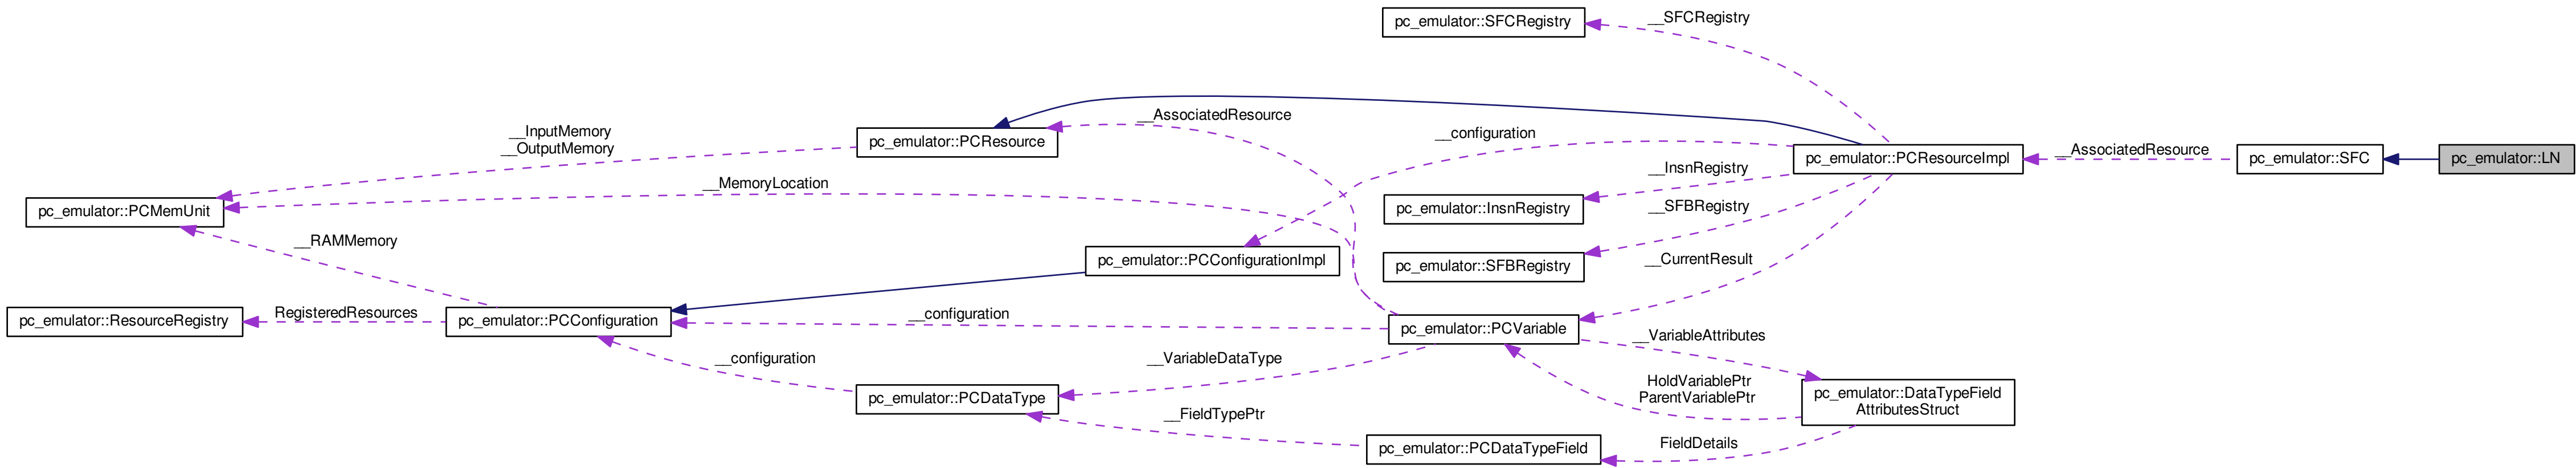 pc_emulator::SFCRegistry
__SFCRegistry
__AssociatedResource
__InputMemory
__OutputMemory
pc_emulator::PCResource
__configuration
pc_emulator::PCResourceImpl
__AssociatedResource
pc_emulator::SFC
pc_emulator::LN
__InsnRegistry
__MemoryLocation
pc_emulator::PCMemUnit
pc_emulator::InsnRegistry
__SFBRegistry
__RAMMemory
pc_emulator::PCConfigurationImpl
pc_emulator::SFBRegistry
__CurrentResult
pc_emulator::ResourceRegistry
RegisteredResources
pc_emulator::PCConfiguration
__configuration
pc_emulator::PCVariable
__VariableAttributes
__configuration
__VariableDataType
HoldVariablePtr
ParentVariablePtr
pc_emulator::DataTypeField
AttributesStruct
pc_emulator::PCDataType
__FieldTypePtr
pc_emulator::PCDataTypeField
FieldDetails